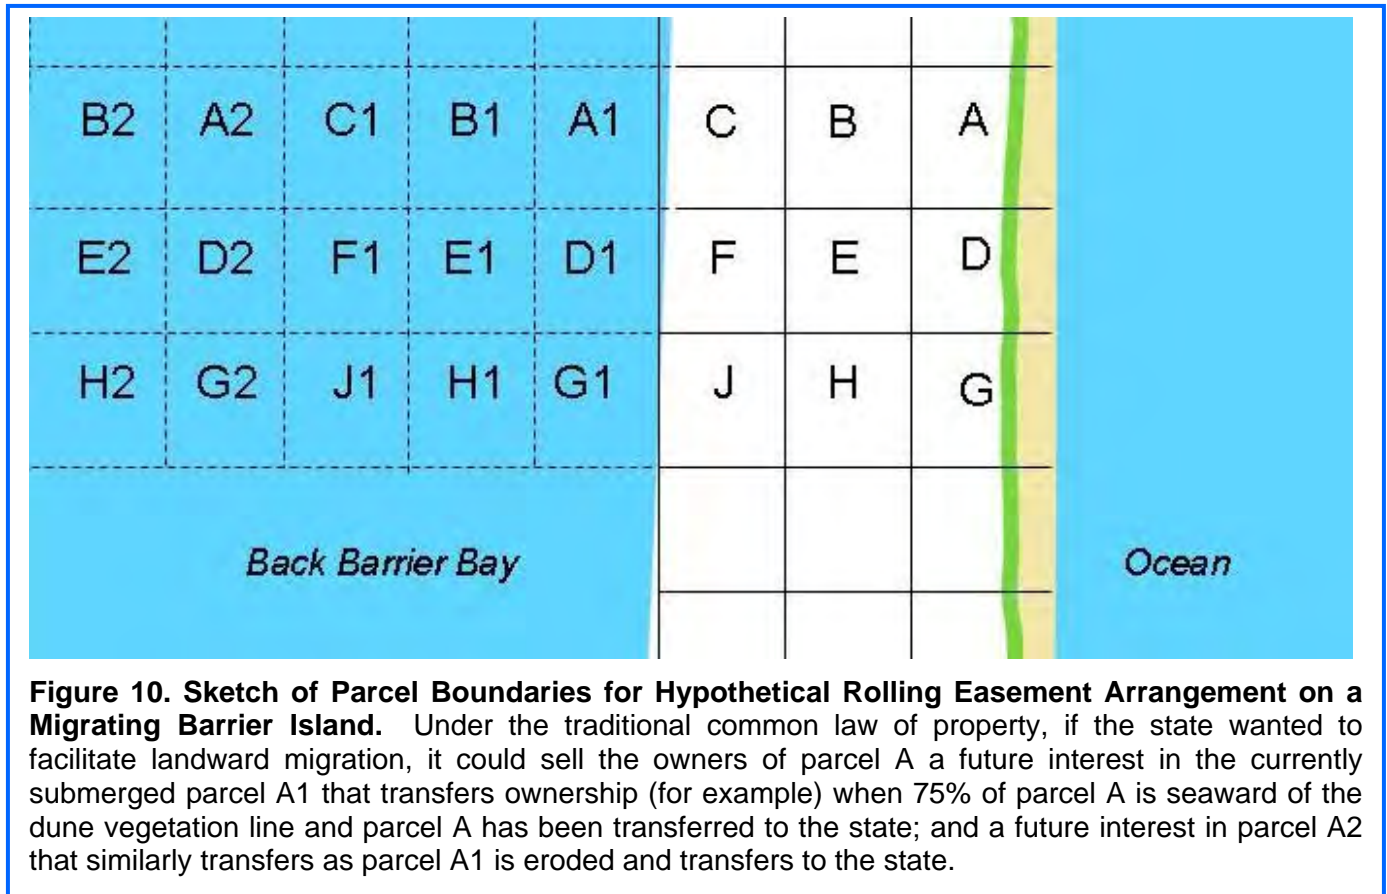 B2 A2 C1 B1 A1 C B A
E2 D2 F1 E1 D1 F E D
H2 G2 J1 H1 G1 J H G
Back Barrier Bay
Ocean
Figure 10. Sketch of Parcel Boundaries for Hypothetical Rolling Easement Arrangement on a
Migrating Barrier Island. Under the traditional common law of property, if the state wanted to
facilitate landward migration, it could sell the owners of parcel A a future interest in the currently
submerged parcel A1 that transfers ownership (for example) when 75% of parcel A is seaward of the
dune vegetation line and parcel A has been transferred to the state; and a future interest in parcel A2
that similarly transfers as parcel A1 is eroded and transfers to the state.